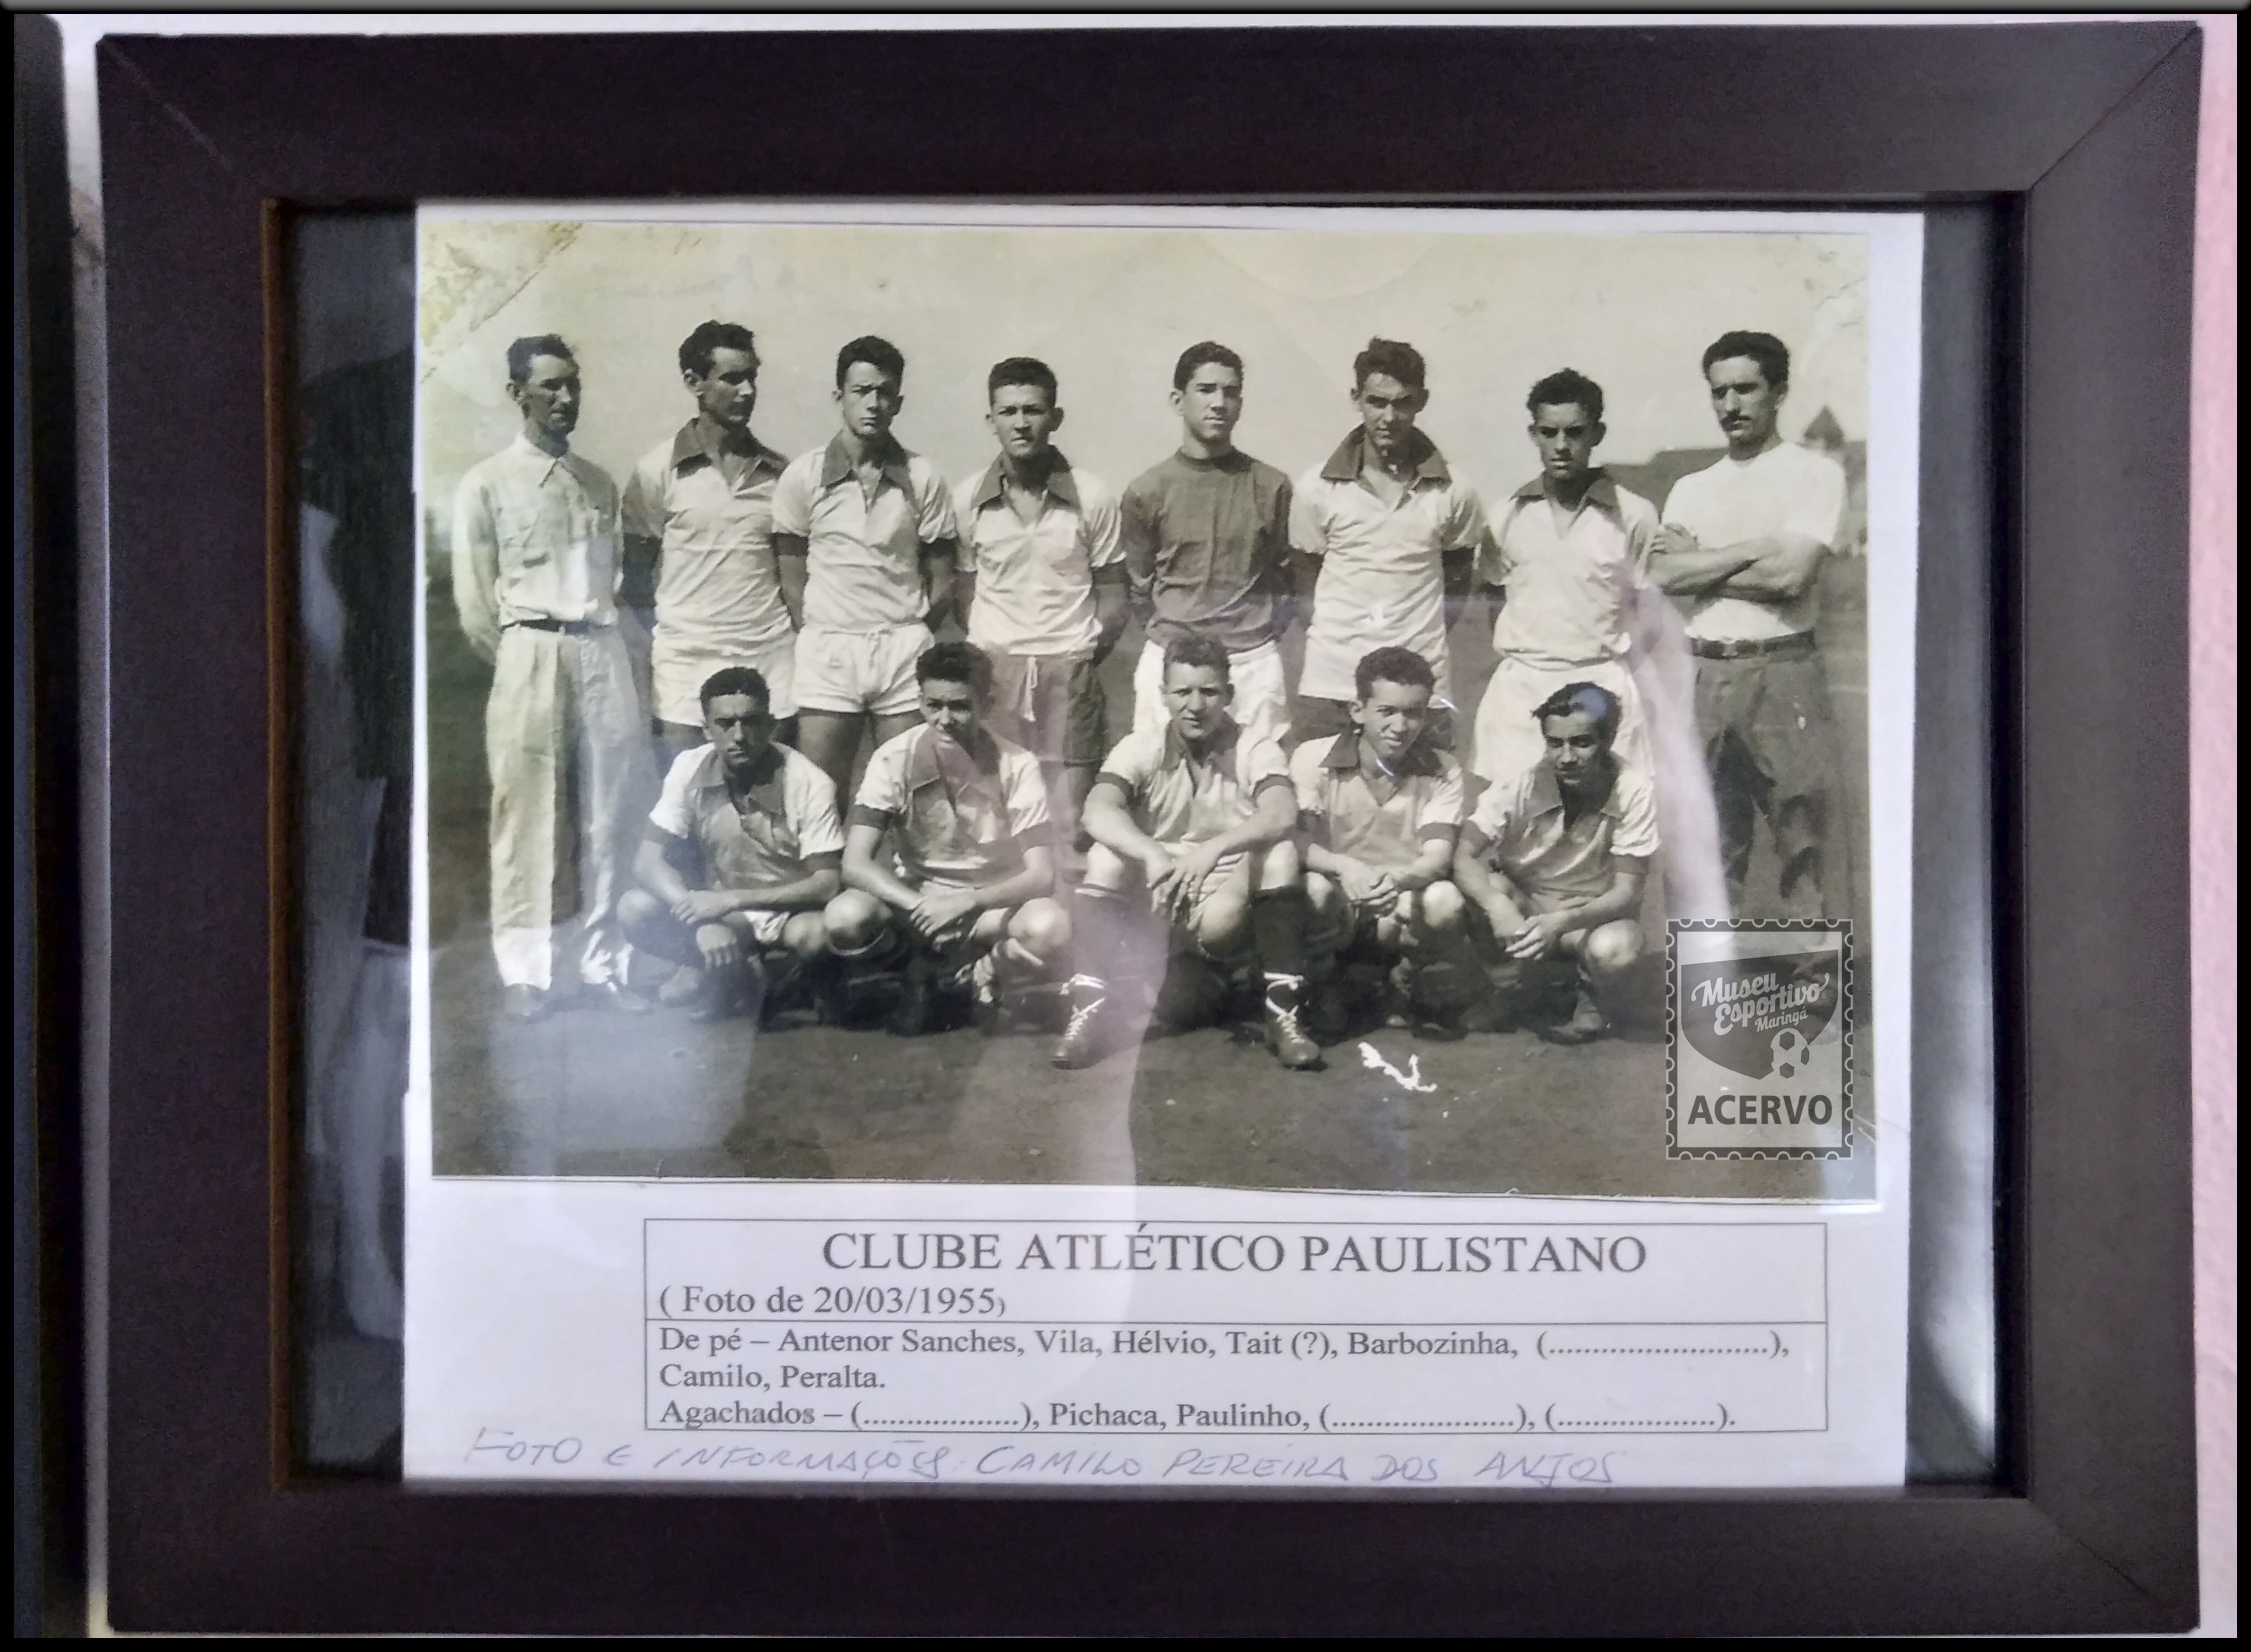 Museu
Esportivo
Maringá
ACERVO
CLUBE ATLÉTICO PAULISTANO
( Foto de 20/03/1955)
De pé – Antenor Sanches, Vila, Hélvio, Tait (?), Barbozinha, (.........................),
Camilo, Peralta.
Agachados – (..................), Pichaca, Paulinho, (.....................), (..................).
FOTO E INFORMAÇÕES: CAMILO PEREIRA DOS ANJOS